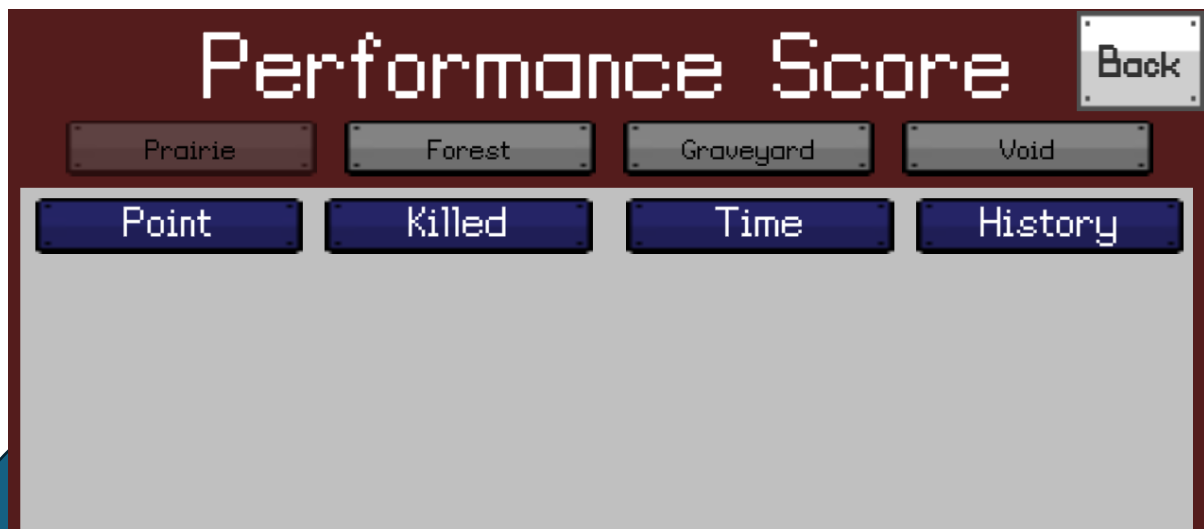 Performance Score
Back
Prairie Forest Graveyard Void
Point Killed Time History